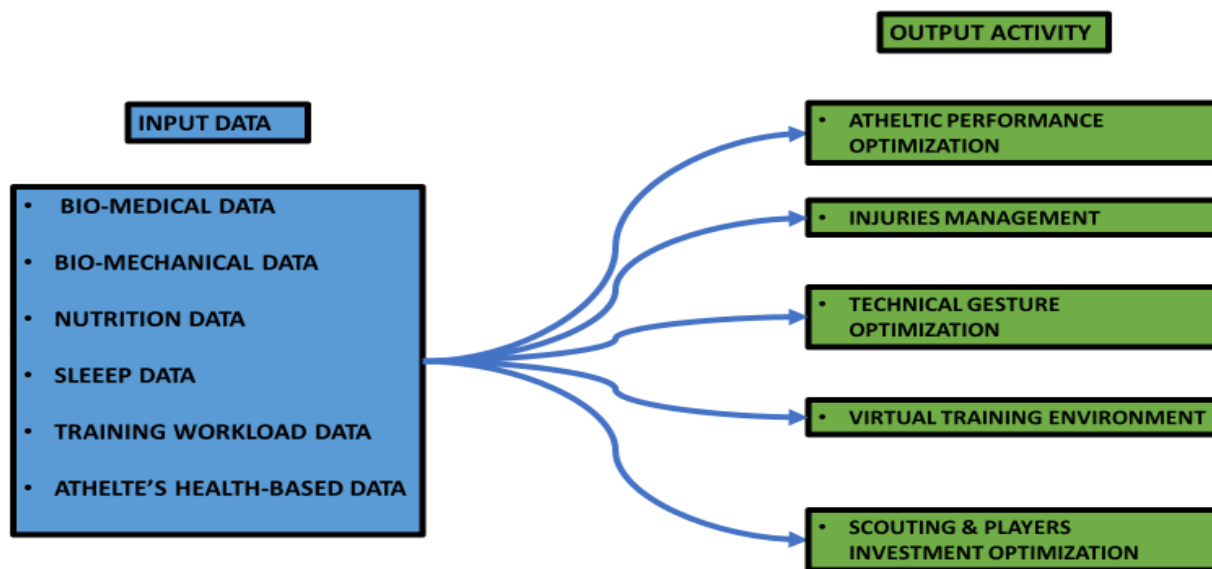 INPUT DATA
• BIO-MEDICAL DATA
• BIO-MECHANICAL DATA
• NUTRITION DATA
• SLEEEP DATA
• TRAINING WORKLOAD DATA
• ATHELTE'S HEALTH-BASED DATA
OUTPUT ACTIVITY
• ATHELTIC PERFORMANCE
OPTIMIZATION
• INJURIES MANAGEMENT
• TECHNICAL GESTURE
OPTIMIZATION
• VIRTUAL TRAINING ENVIRONMENT
• SCOUTING & PLAYERS
INVESTMENT OPTIMIZATION